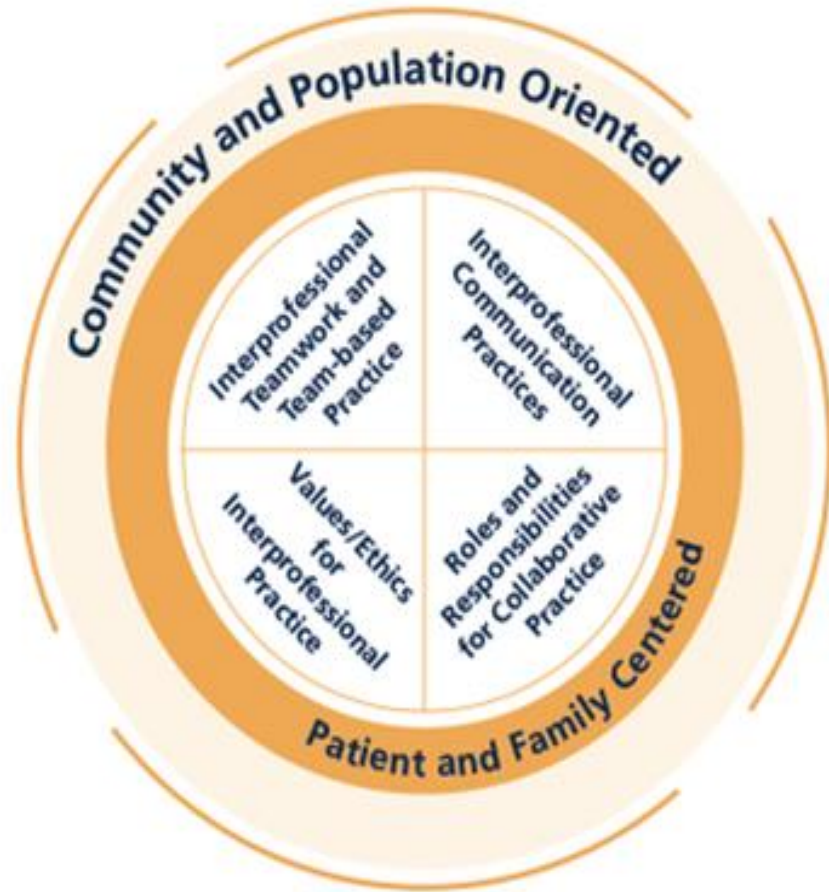 Community and Population Oriented
Interprofessional
Teamwork and
Team-based
Practice
Interprofessional
Communication
Practices
Values/Ethics
for
Interprofessional
Practice
Roles and
Responsibilities
for Collaborative
Practice
Patient and Family Centered